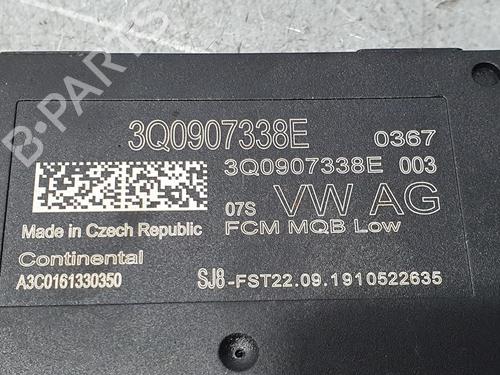 3Q0907338E 0367
3Q0907338E 003
07S VW AG
Made in Czech Republic FCM MQB Low
Continental
A3C0161330350 SJ8-FST22.09.1910522635